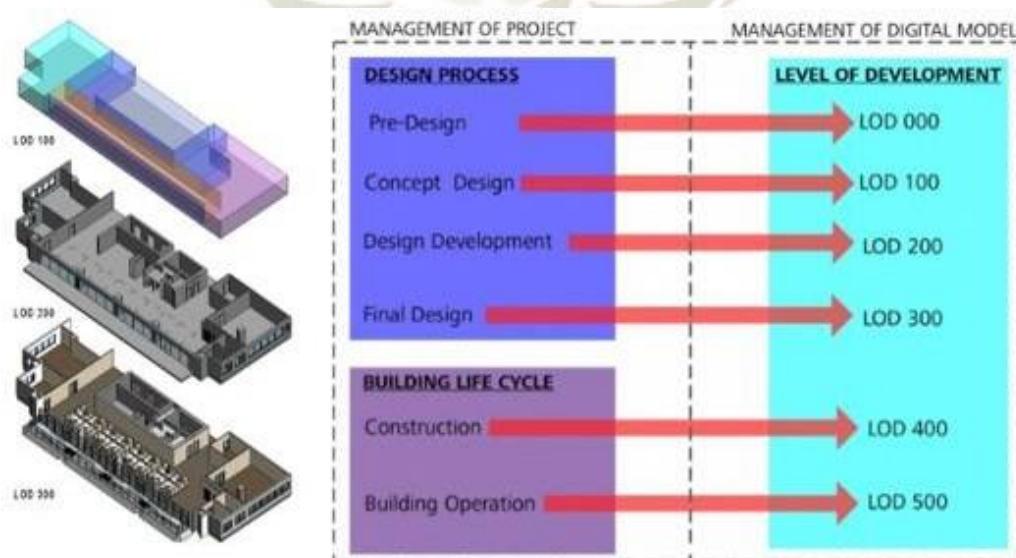 MANAGEMENT OF PROJECT
MANAGEMENT OF DIGITAL MODEL
DESIGN PROCESS
LEVEL OF DEVELOPMENT
Pre-Design
LOD 000
Concept Design
LOD 100
Design Development
LOD 200
Final Design
LOD 300
BUILDING LIFE CYCLE
Construction
LOD 400
Building Operation
LOD 500
LOD 100
LOD 200
LOD 300